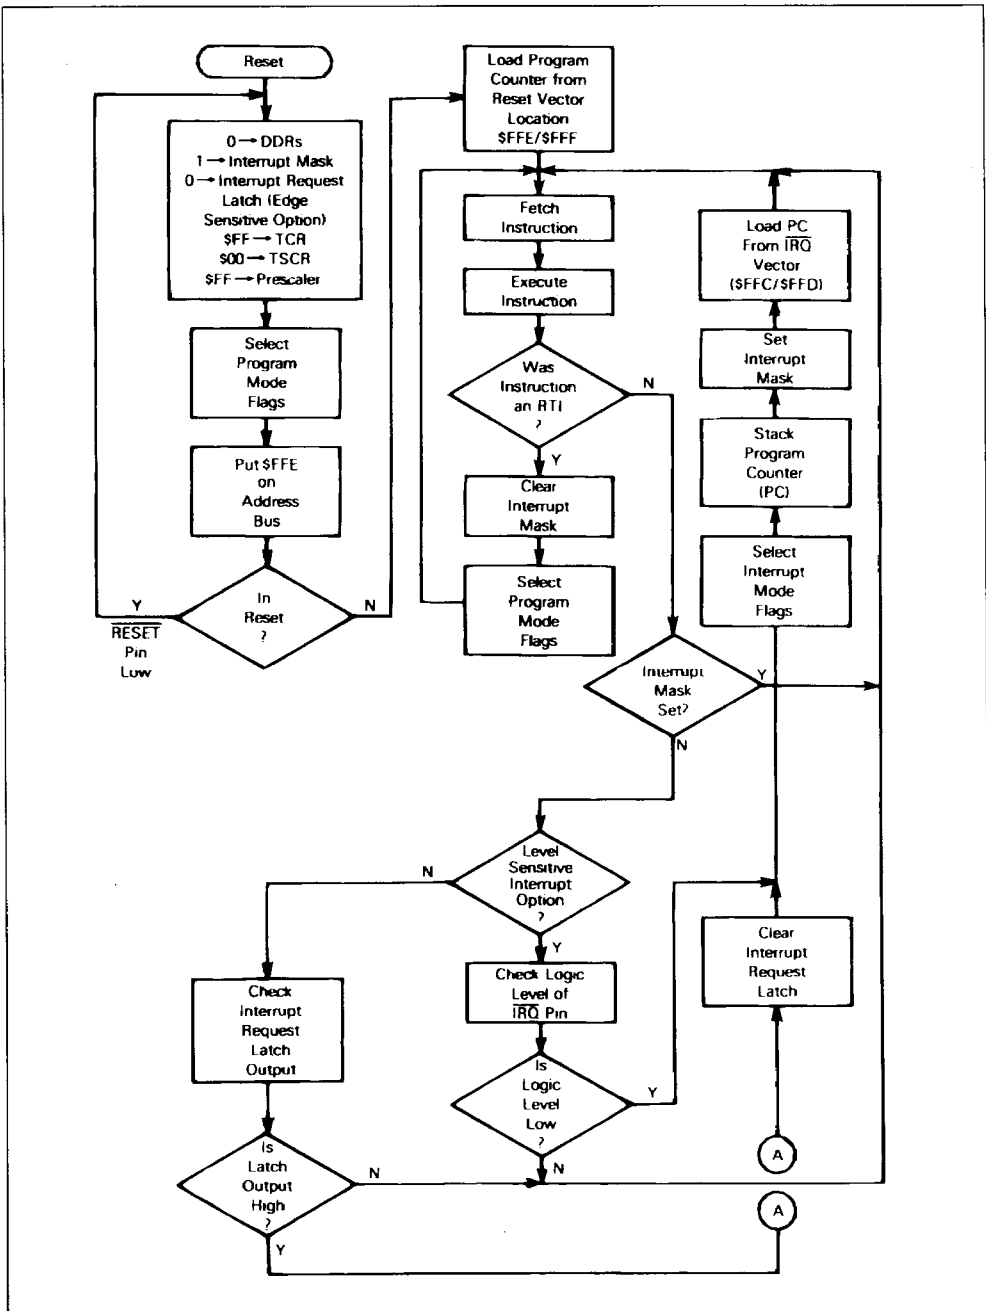 Reset
0→DDRs
1→Interrupt Mask
0→Interrupt Request
Latch (Edge
Sensitive Option)
$FF→TCR
$00→TSCR
$FF→Prescaler
Select
Program
Mode
Flags
Put $FFE
on
Address
Bus
In
Reset
?
Y
RESET
Pin
Low
N
Load Program
Counter from
Reset Vector
Location
$FFE/$FFF
Fetch
Instruction
Execute
Instruction
Was
Instruction
an RTI
?
N
Y
Clear
Interrupt
Mask
Select
Program
Mode
Flags
Load PC
From IRQ
Vector
($FFC/$FFD)
Set
Interrupt
Mask
Stack
Program
Counter
(PC)
Select
Interrupt
Mode
Flags
Interrupt
Mask
Set?
Y
N
Level
Sensitive
Interrupt
Option
?
N
Y
Check
Interrupt
Request
Latch
Output
Check Logic
Level of
IRQ Pin
Clear
Interrupt
Request
Latch
Is
Logic
Level
Low
?
Y
N
Is
Latch
Output
High
?
N
Y
A
A